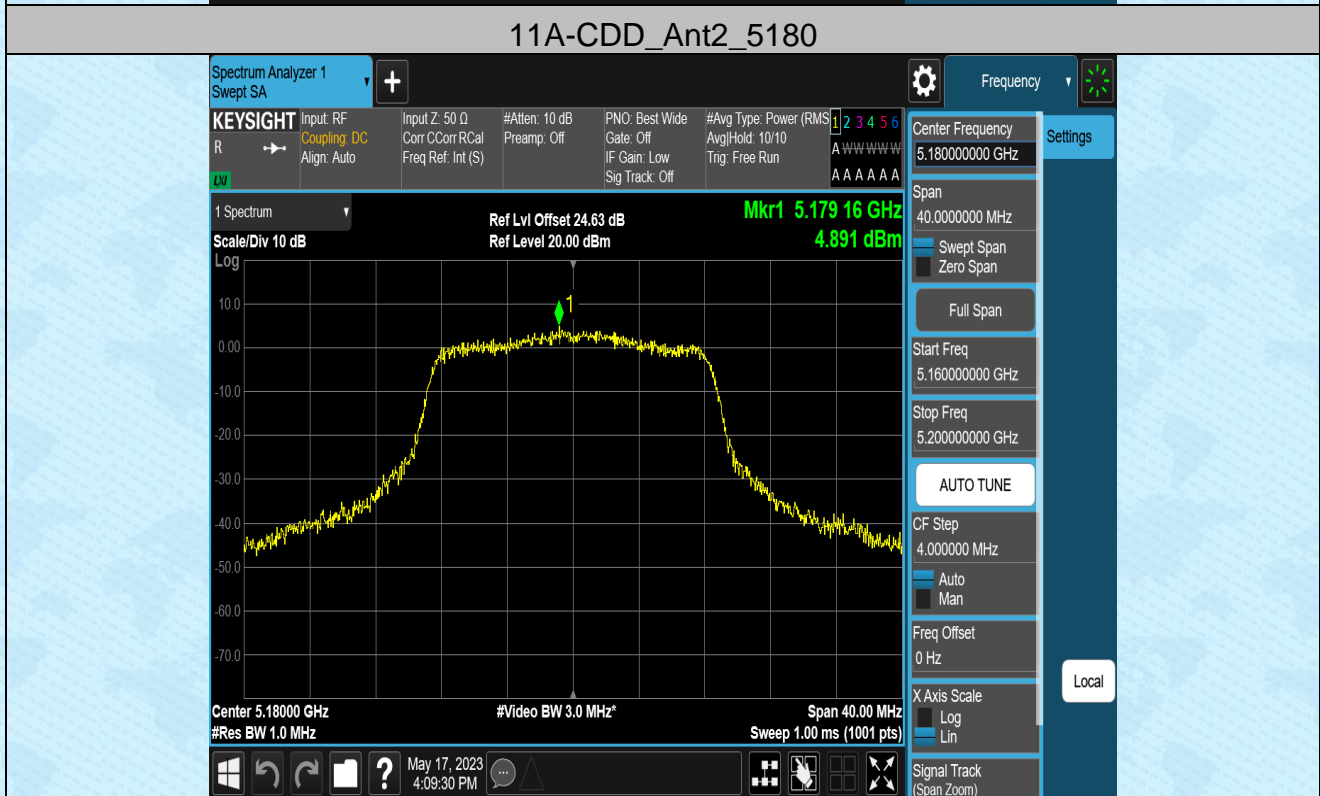 11A-CDD_Ant2_5180
Spectrum Analyzer 1
Swept SA
+
Frequency
KEYSIGHT
R
LXI
Input: RF
Coupling: DC
Align: Auto
Input Z: 50 Ω
Corr CCorr RCal
Freq Ref: Int (S)
#Atten: 10 dB
Preamp: Off
PNO: Best Wide
Gate: Off
IF Gain: Low
Sig Track: Off
#Avg Type: Power (RMS
Avg|Hold: 10/10
Trig: Free Run
1 2 3 4 5 6
A W W W W W
A A A A A A
1 Spectrum
Scale/Div 10 dB
Log
Ref Lvl Offset 24.63 dB
Ref Level 20.00 dBm
Mkr1 5.179 16 GHz
4.891 dBm
1
10.0
0.00
-10.0
-20.0
-30.0
-40.0
-50.0
-60.0
-70.0
Center 5.18000 GHz
#Res BW 1.0 MHz
#Video BW 3.0 MHz*
Span 40.00 MHz
Sweep 1.00 ms (1001 pts)
Center Frequency
5.180000000 GHz
Settings
Span
40.0000000 MHz
Swept Span
Zero Span
Full Span
Start Freq
5.160000000 GHz
Stop Freq
5.200000000 GHz
AUTO TUNE
CF Step
4.000000 MHz
Auto
Man
Freq Offset
0 Hz
X Axis Scale
Log
Lin
Local
Signal Track
(Span Zoom)
?
May 17, 2023
4:09:30 PM